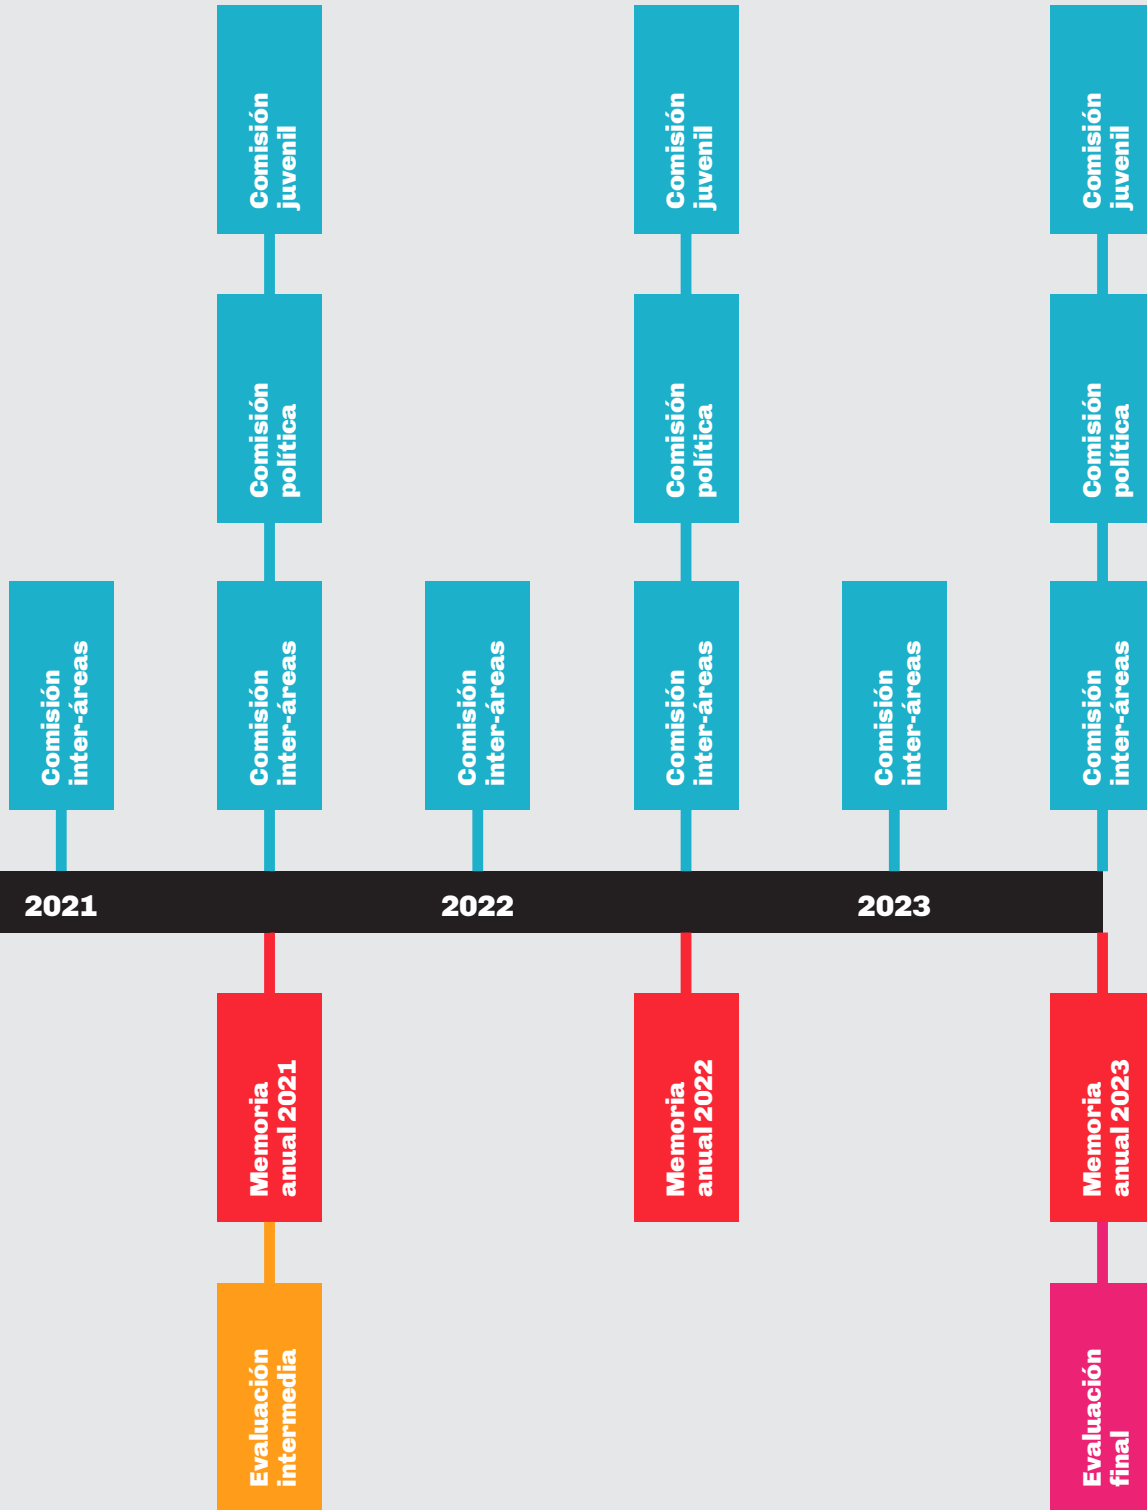 Comisión
juvenil
Comisión
juvenil
Comisión
juvenil
Comisión
política
Comisión
política
Comisión
política
Comisión
inter-áreas
Comisión
inter-áreas
Comisión
inter-áreas
Comisión
inter-áreas
Comisión
inter-áreas
Comisión
inter-áreas
2021
2022
2023
Memoria
anual 2021
Memoria
anual 2022
Memoria
anual 2023
Evaluación
intermedia
Evaluación
final